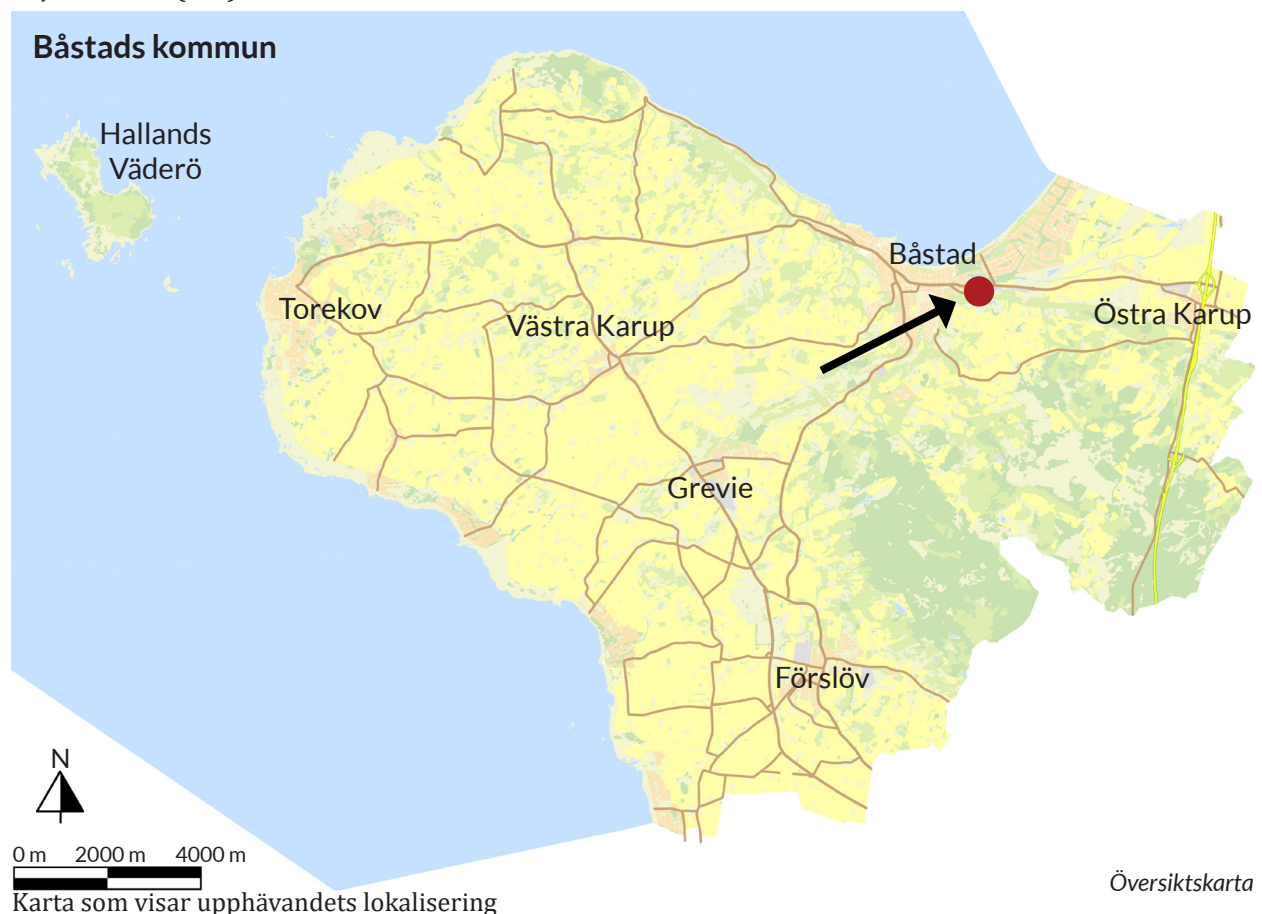 Båstads kommun
Hallands
Väderö
Båstad
Torekov
Västra Karup
Östra Karup
Grevie
Förslöv
N
0 m 2000 m 4000 m
Översiktskarta
Karta som visar upphävandets lokalisering